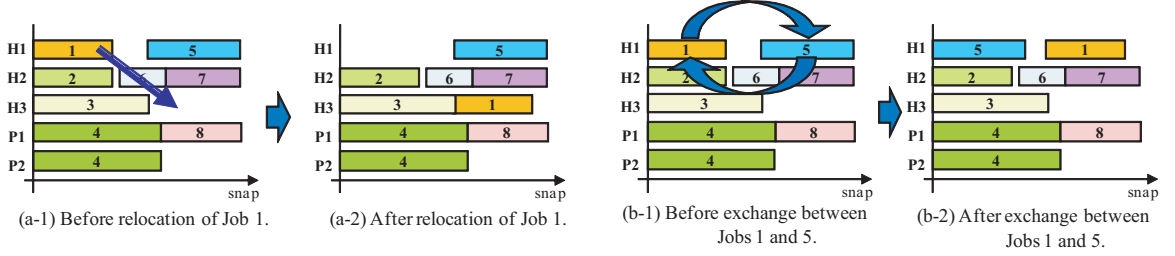 H1 1 5
H2 2 6 7
H3 3
P1 4 8
P2 4
snap
(a-1) Before relocation of Job 1.
H1 5
H2 2 6 7
H3 3 1
P1 4 8
P2 4
snap
(a-2) After relocation of Job 1.
H1 1 5
H2 2 6 7
H3 3
P1 4 8
P2 4
snap
(b-1) Before exchange between
Jobs 1 and 5.
H1 5 1
H2 2 6 7
H3 3
P1 4 8
P2 4
snap
(b-2) After exchange between
Jobs 1 and 5.